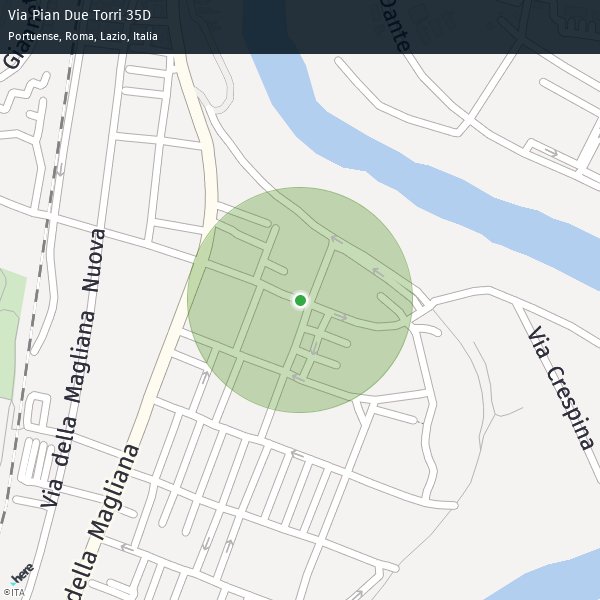 Via Pian Due Torri 35D
Portuense, Roma, Lazio, Italia
Dante
Via della Magliana Nuova
Via Crespina
della Magliana
here
©ITA